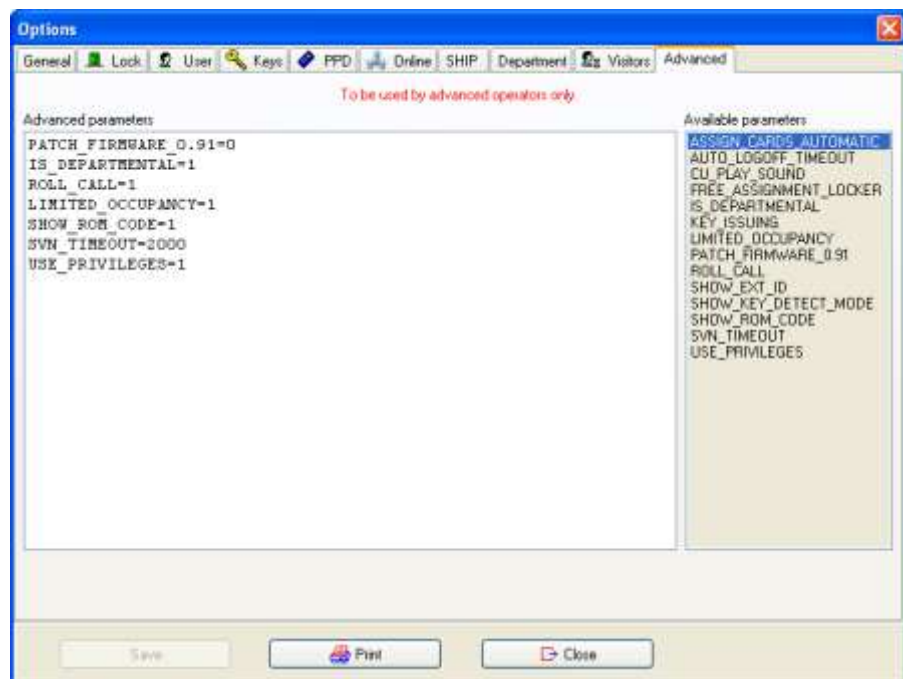 Options
General Lock User Keys PPD Online SHIP Department Visitors Advanced
To be used by advanced operators only.
Advanced parameters
Available parameters
PATCH_FIRMWARE_0.91=0
IS_DEPARTMENTAL=1
ROLL_CALL=1
LIMITED_OCCUPANCY=1
SHOW_ROM_CODE=1
SVN_TIMEOUT=2000
USE_PRIVILEGES=1
ASSIGN_CARDS_AUTOMATIC
AUTO_LOGOFF_TIMEOUT
CU_PLAY_SOUND
FREE_ASSIGNMENT_LOCKER
IS_DEPARTMENTAL
KEY_ISSUING
LIMITED_OCCUPANCY
PATCH_FIRMWARE_0.91
ROLL_CALL
SHOW_EXT_ID
SHOW_KEY_DETECT_MODE
SHOW_ROM_CODE
SVN_TIMEOUT
USE_PRIVILEGES
Save Print Close